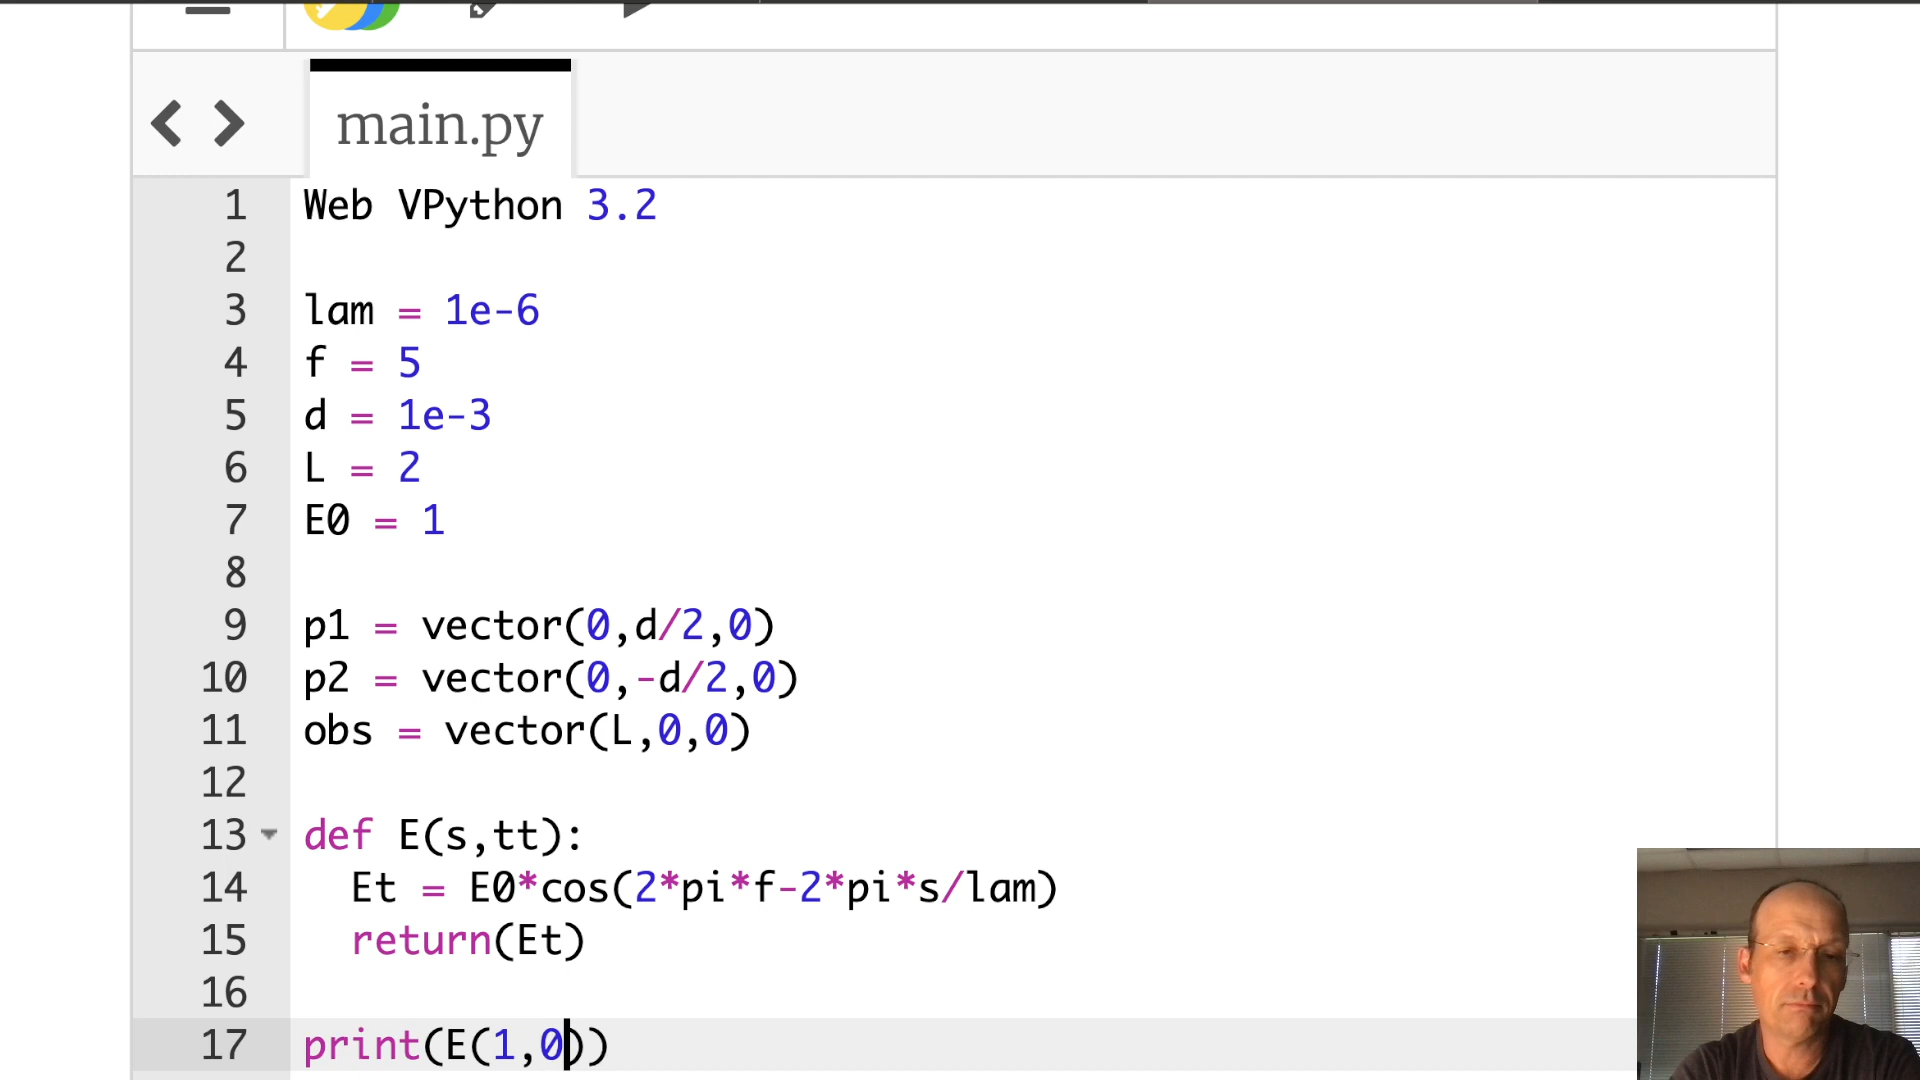 main.py
1 Web VPython 3.2
2
3 lam = 1e-6
4 f = 5
5 d = 1e-3
6 L = 2
7 E0 = 1
8
9 p1 = vector(0,d/2,0)
10 p2 = vector(0,-d/2,0)
11 obs = vector(L,0,0)
12
13 def E(s,tt):
14   Et = E0*cos(2*pi*f-2*pi*s/lam)
15   return(Et)
16
17 print(E(1,0))